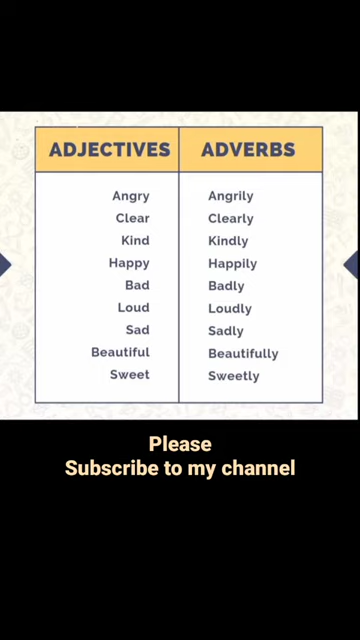 ADJECTIVES ADVERBS
Angry Angrily
Clear Clearly
Kind Kindly
Happy Happily
Bad Badly
Loud Loudly
Sad Sadly
Beautiful Beautifully
Sweet Sweetly
Please
Subscribe to my channel